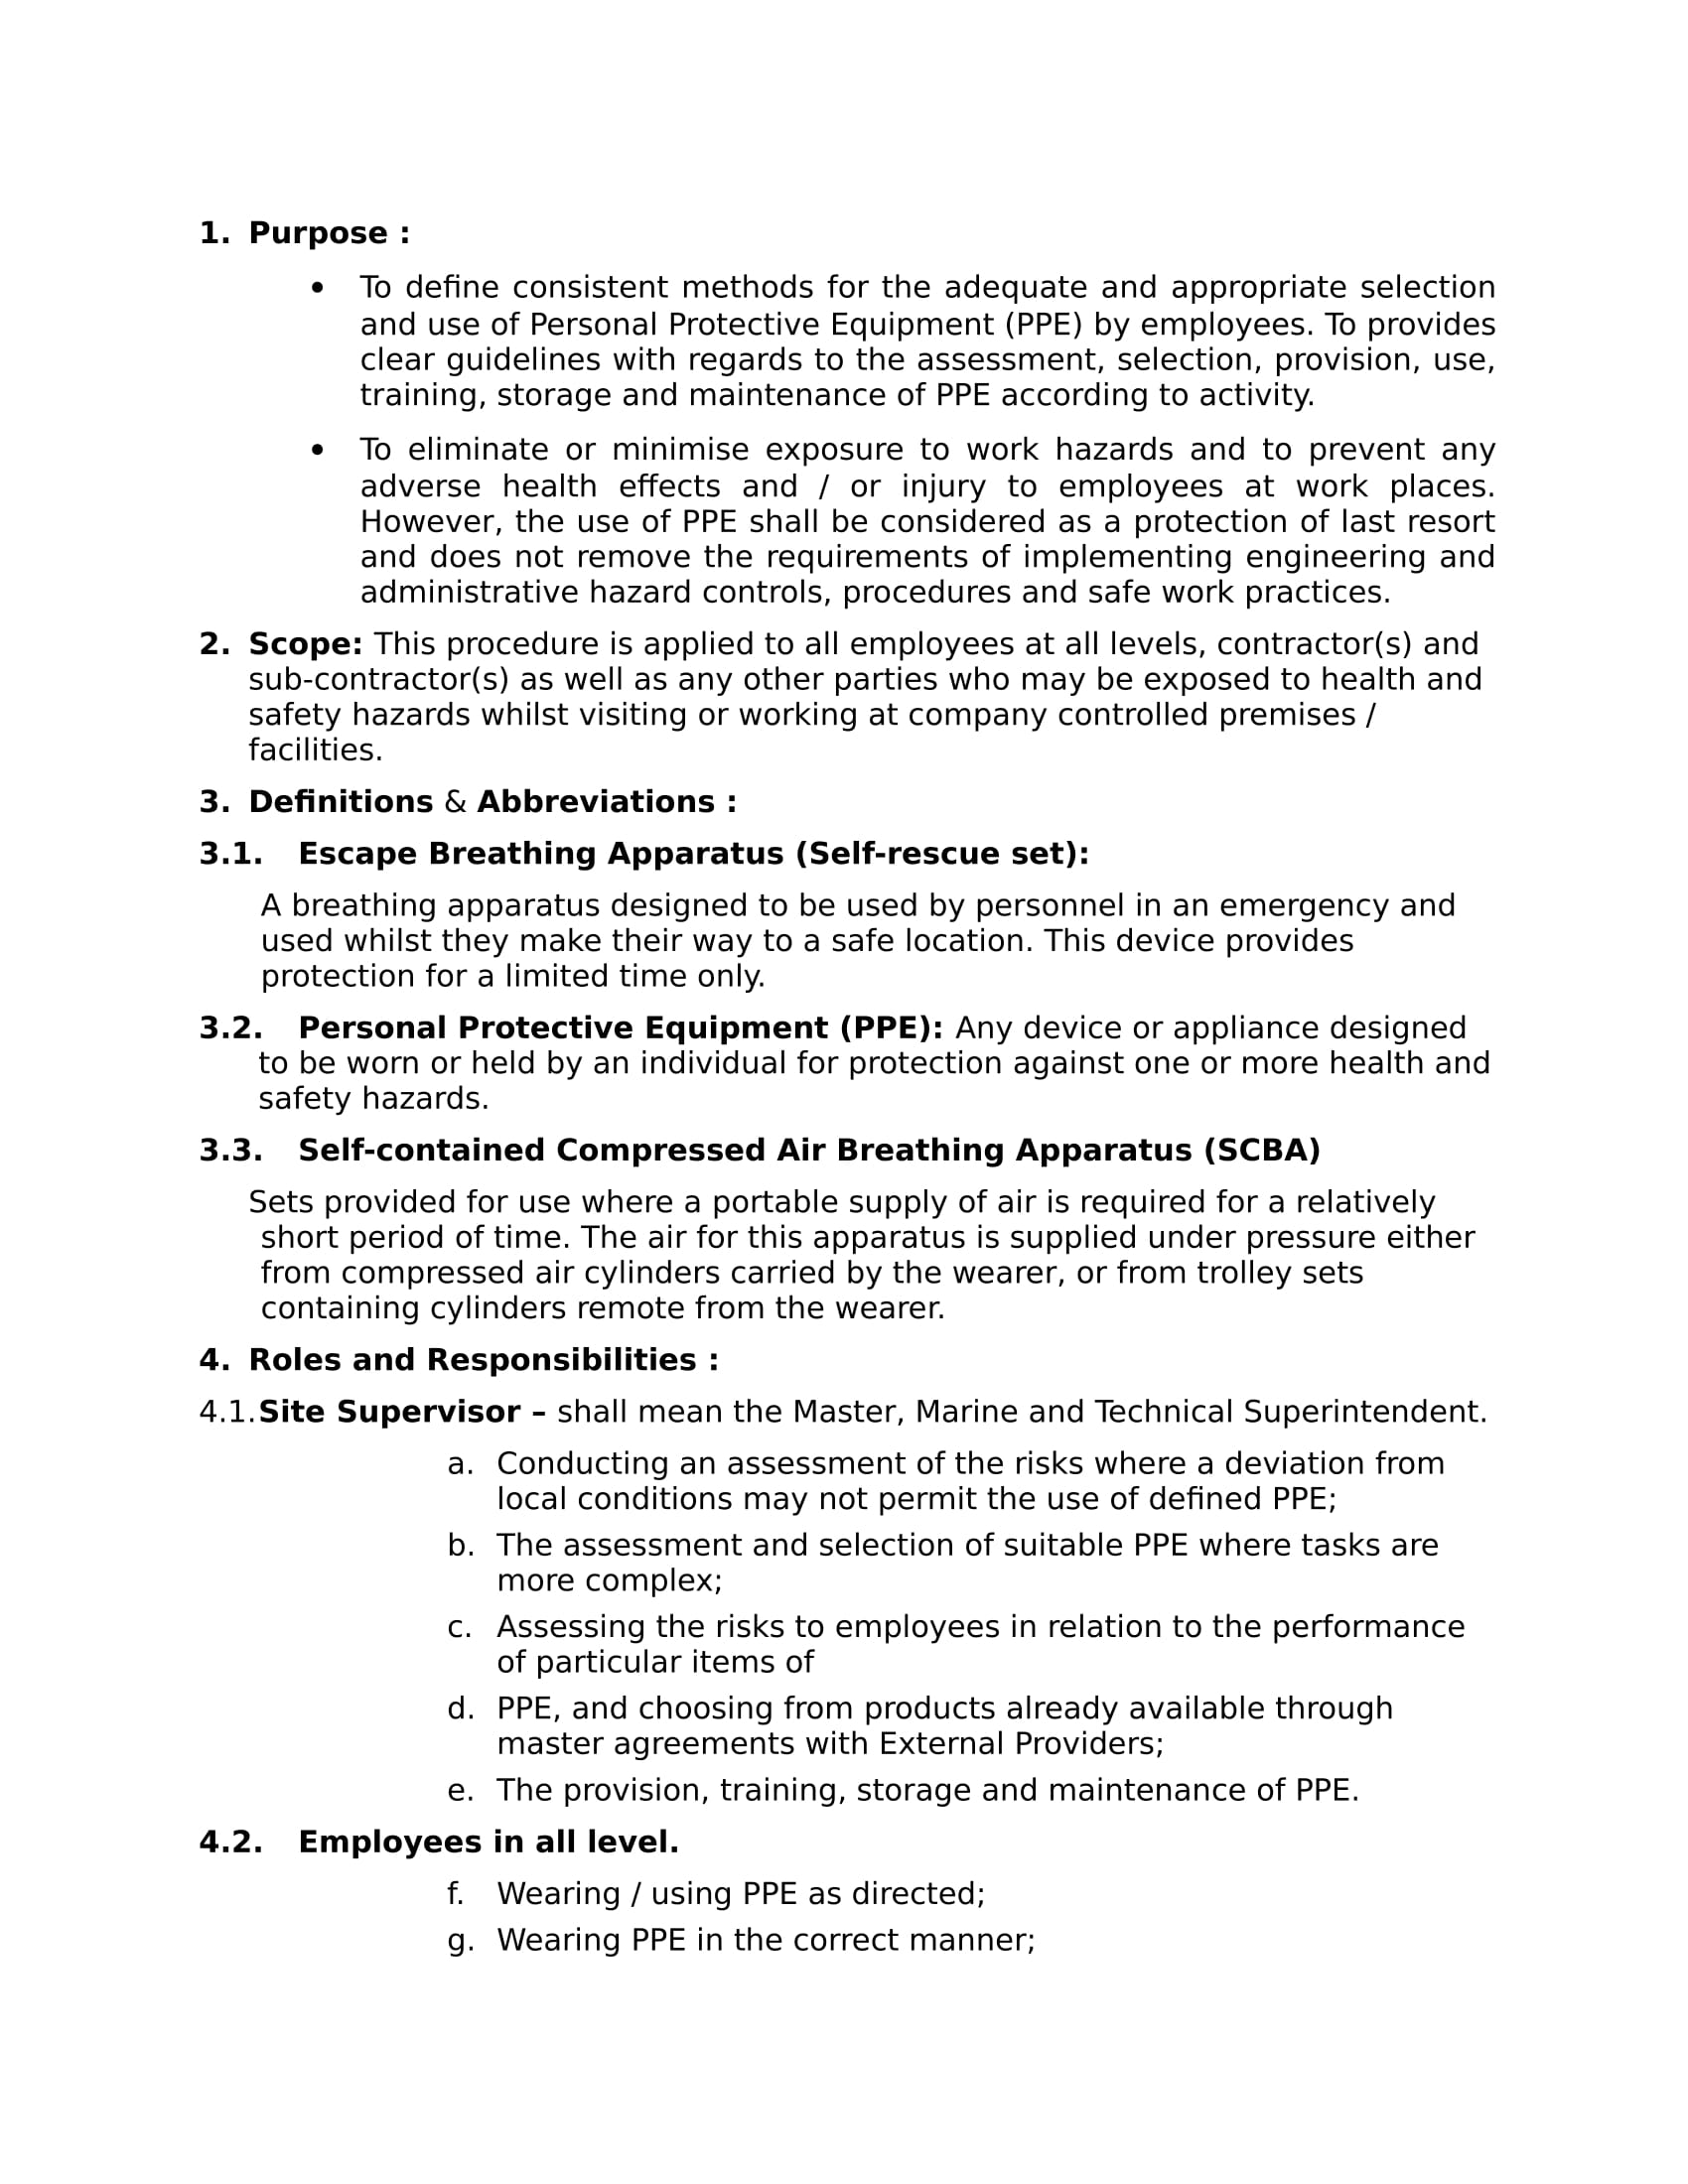 1. Purpose :
• To define consistent methods for the adequate and appropriate selection
and use of Personal Protective Equipment (PPE) by employees. To provides
clear guidelines with regards to the assessment, selection, provision, use,
training, storage and maintenance of PPE according to activity.
• To eliminate or minimise exposure to work hazards and to prevent any
adverse health effects and / or injury to employees at work places.
However, the use of PPE shall be considered as a protection of last resort
and does not remove the requirements of implementing engineering and
administrative hazard controls, procedures and safe work practices.
2. Scope: This procedure is applied to all employees at all levels, contractor(s) and
sub-contractor(s) as well as any other parties who may be exposed to health and
safety hazards whilst visiting or working at company controlled premises /
facilities.
3. Definitions & Abbreviations :
3.1. Escape Breathing Apparatus (Self-rescue set):
A breathing apparatus designed to be used by personnel in an emergency and
used whilst they make their way to a safe location. This device provides
protection for a limited time only.
3.2. Personal Protective Equipment (PPE): Any device or appliance designed
to be worn or held by an individual for protection against one or more health and
safety hazards.
3.3. Self-contained Compressed Air Breathing Apparatus (SCBA)
Sets provided for use where a portable supply of air is required for a relatively
short period of time. The air for this apparatus is supplied under pressure either
from compressed air cylinders carried by the wearer, or from trolley sets
containing cylinders remote from the wearer.
4. Roles and Responsibilities :
4.1. Site Supervisor – shall mean the Master, Marine and Technical Superintendent.
a. Conducting an assessment of the risks where a deviation from
local conditions may not permit the use of defined PPE;
b. The assessment and selection of suitable PPE where tasks are
more complex;
c. Assessing the risks to employees in relation to the performance
of particular items of
d. PPE, and choosing from products already available through
master agreements with External Providers;
e. The provision, training, storage and maintenance of PPE.
4.2. Employees in all level.
f. Wearing / using PPE as directed;
g. Wearing PPE in the correct manner;